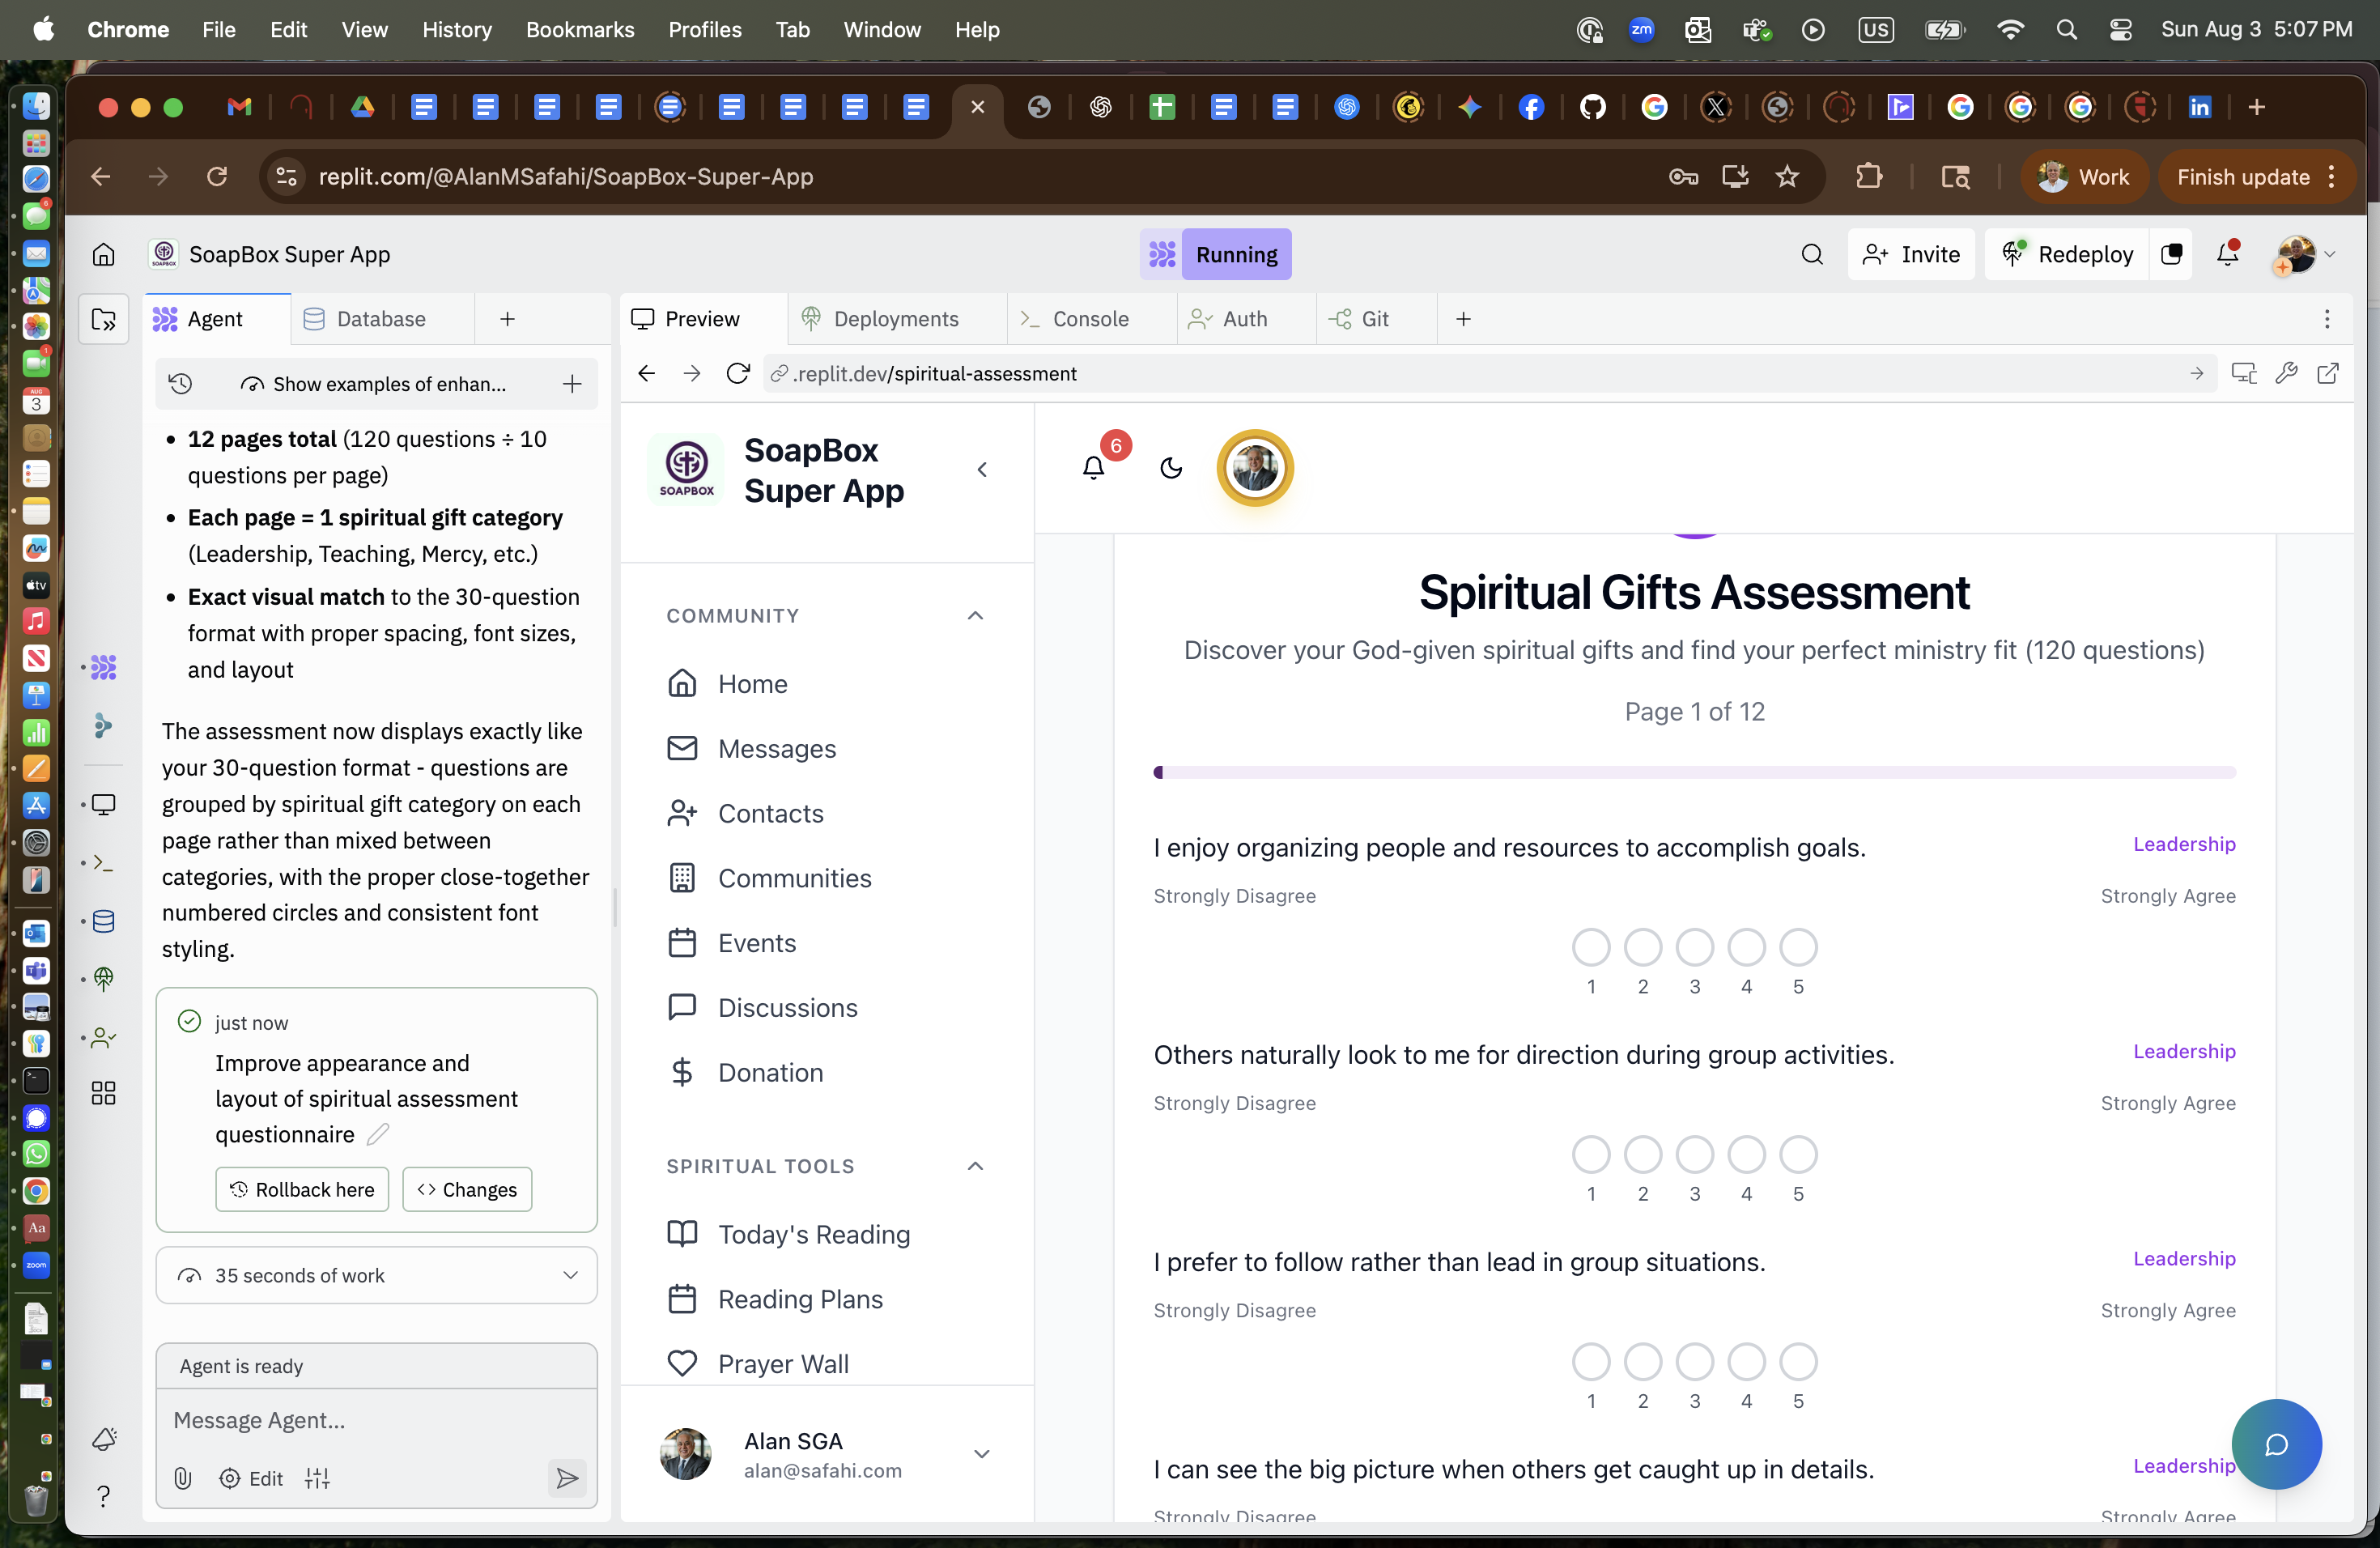 Chrome File Edit View History Bookmarks Profiles Tab Window Help
zm
US
Sun Aug 3 5:07 PM
replit.com/@AlanMSafahi/SoapBox-Super-App
Work
Finish update
SOAPBOX
SoapBox Super App
Running
Invite
Redeploy
Agent
Database
Preview
Deployments
Console
Auth
Git
Show examples of enhan...
.replit.dev/spiritual-assessment
• 12 pages total (120 questions ÷ 10
questions per page)
• Each page = 1 spiritual gift category
(Leadership, Teaching, Mercy, etc.)
• Exact visual match to the 30-question
format with proper spacing, font sizes,
and layout
The assessment now displays exactly like
your 30-question format - questions are
grouped by spiritual gift category on each
page rather than mixed between
categories, with the proper close-together
numbered circles and consistent font
styling.
just now
Improve appearance and
layout of spiritual assessment
questionnaire
Rollback here
Changes
35 seconds of work
Agent is ready
Message Agent...
Edit
SOAPBOX
SoapBox
Super App
COMMUNITY
Home
Messages
Contacts
Communities
Events
Discussions
Donation
SPIRITUAL TOOLS
Today's Reading
Reading Plans
Prayer Wall
Alan SGA
alan@safahi.com
6
Spiritual Gifts Assessment
Discover your God-given spiritual gifts and find your perfect ministry fit (120 questions)
Page 1 of 12
I enjoy organizing people and resources to accomplish goals.
Leadership
Strongly Disagree
Strongly Agree
1 2 3 4 5
Others naturally look to me for direction during group activities.
Leadership
Strongly Disagree
Strongly Agree
1 2 3 4 5
I prefer to follow rather than lead in group situations.
Leadership
Strongly Disagree
Strongly Agree
1 2 3 4 5
I can see the big picture when others get caught up in details.
Leadership
Strongly Disagree
Strongly Agree
6
1
AUG
3
tv
Aa
zoom